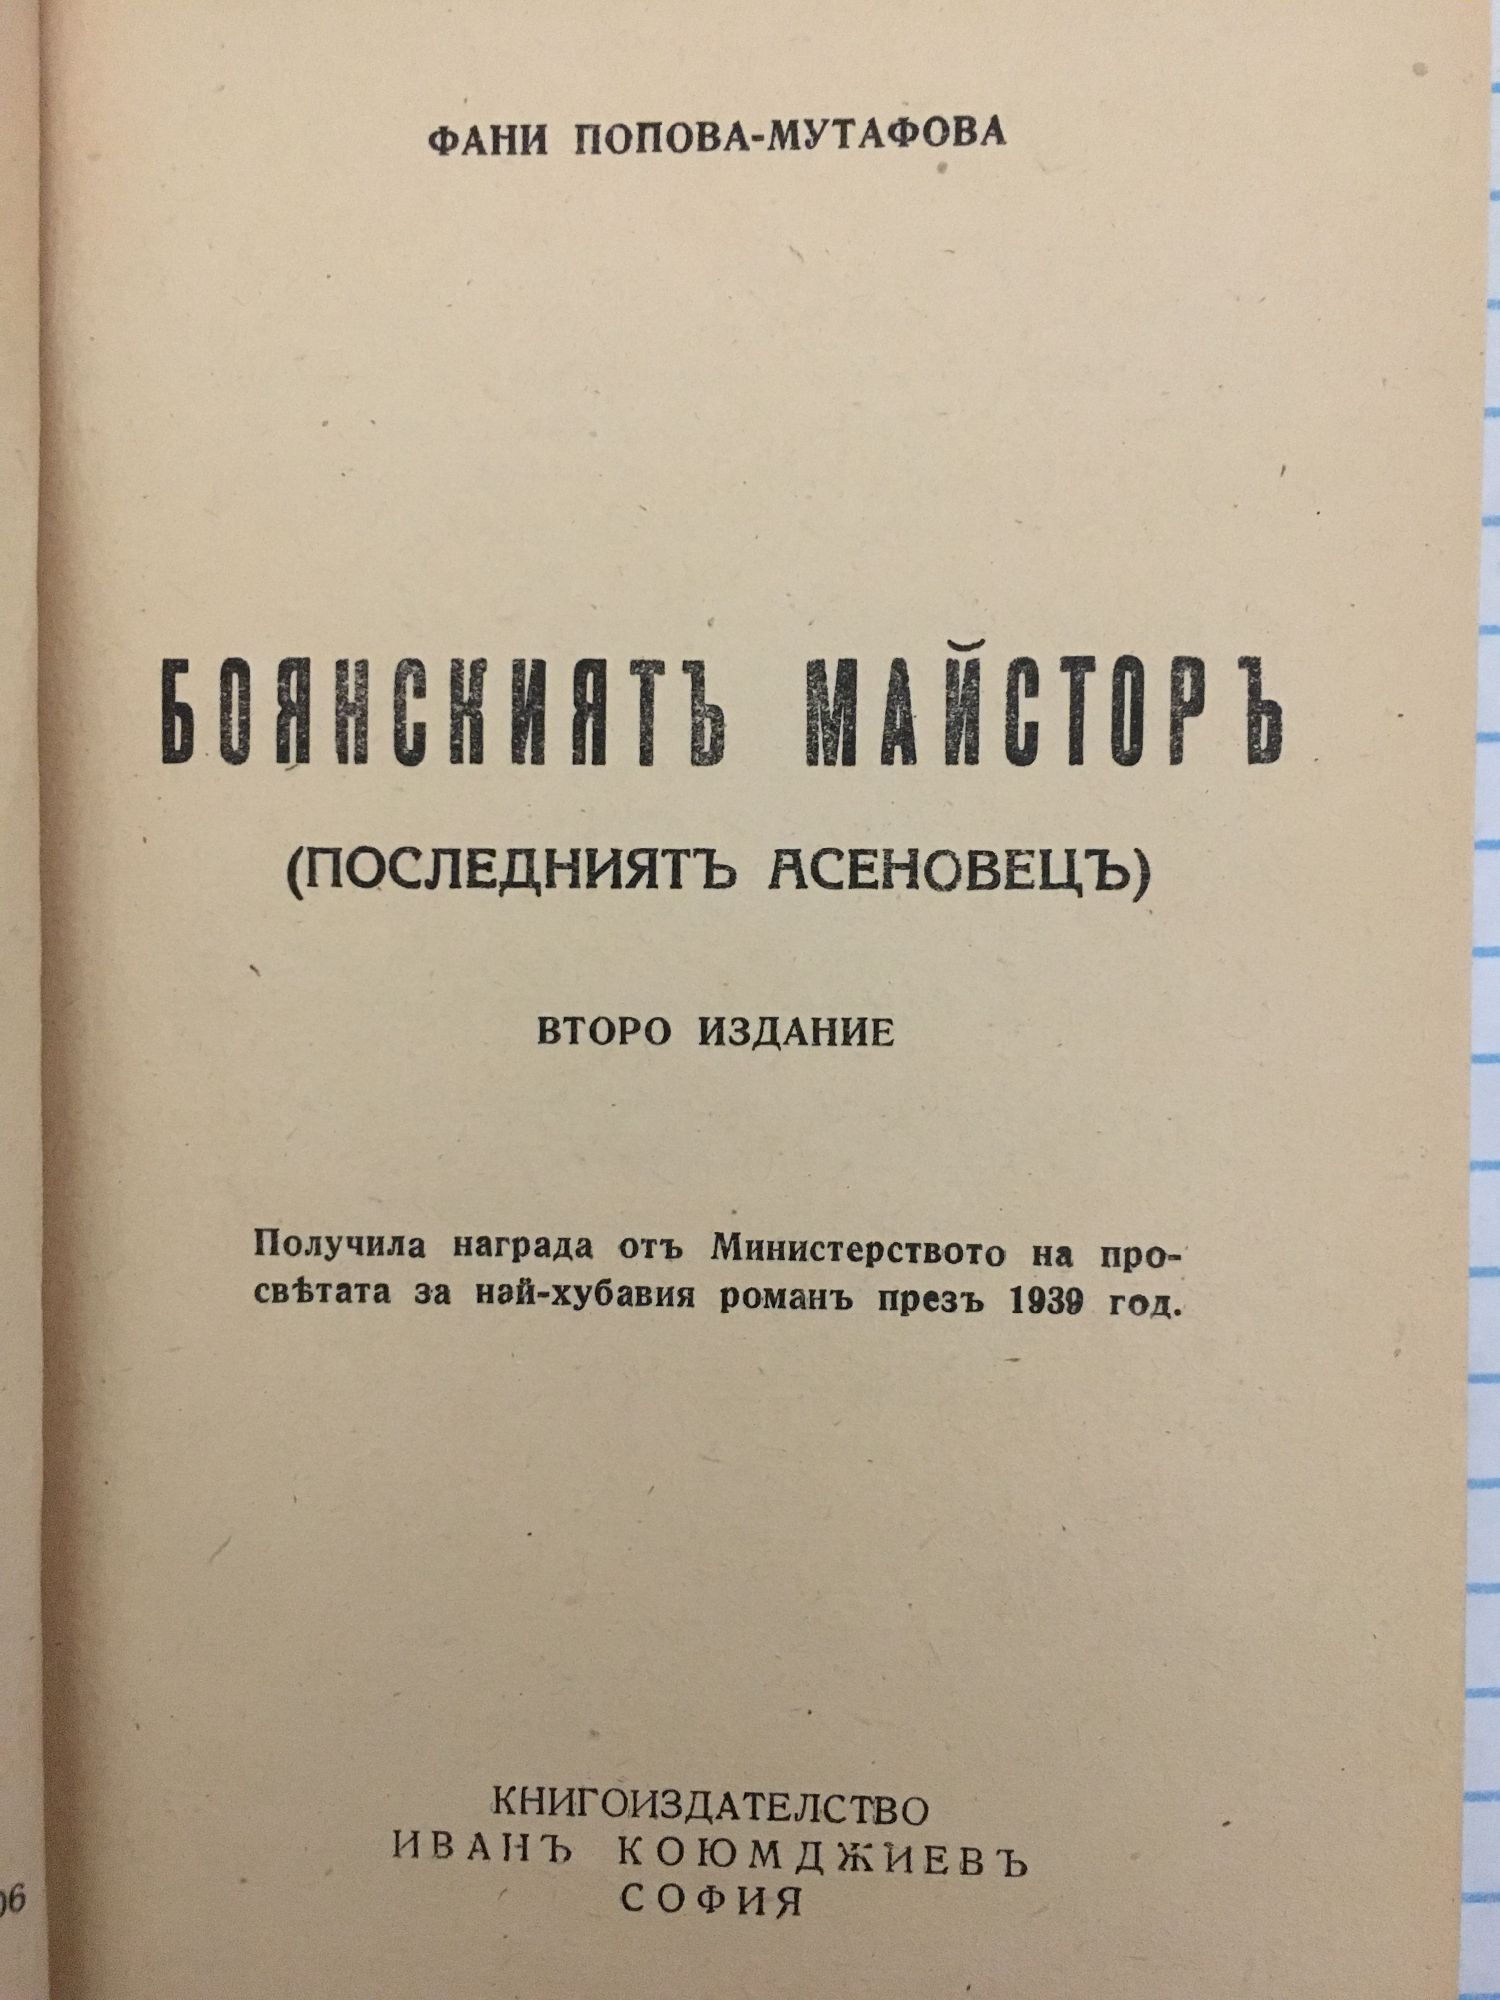 ФАНИ ПОПОВА-МУТАФОВА
БОЯНСКИЯТЪ МАЙСТОРЪ
(ПОСЛЕДНИЯТЪ АСЕНОВЕЦЪ)
ВТОРО ИЗДАНИЕ
Получила награда отъ Министерството на про-
свѣтата за най-хубавия романъ презъ 1939 год.
КНИГОИЗДАТЕЛСТВО
ИВАНЪ КОЮМДЖИЕВЪ
СОФИЯ